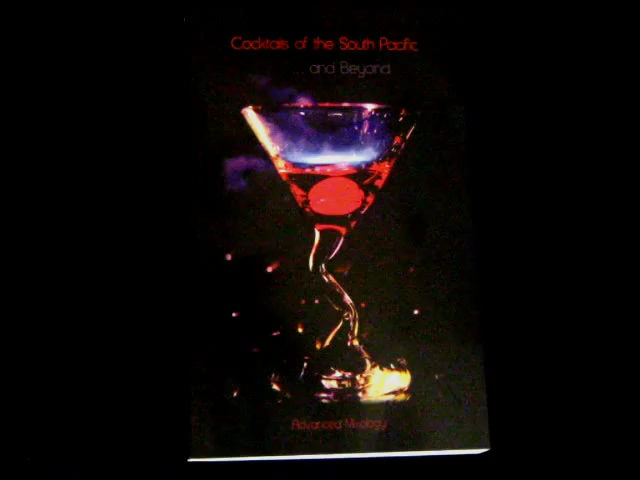 Cocktails of the South Pacific
... and Beyond
Advanced Mixology